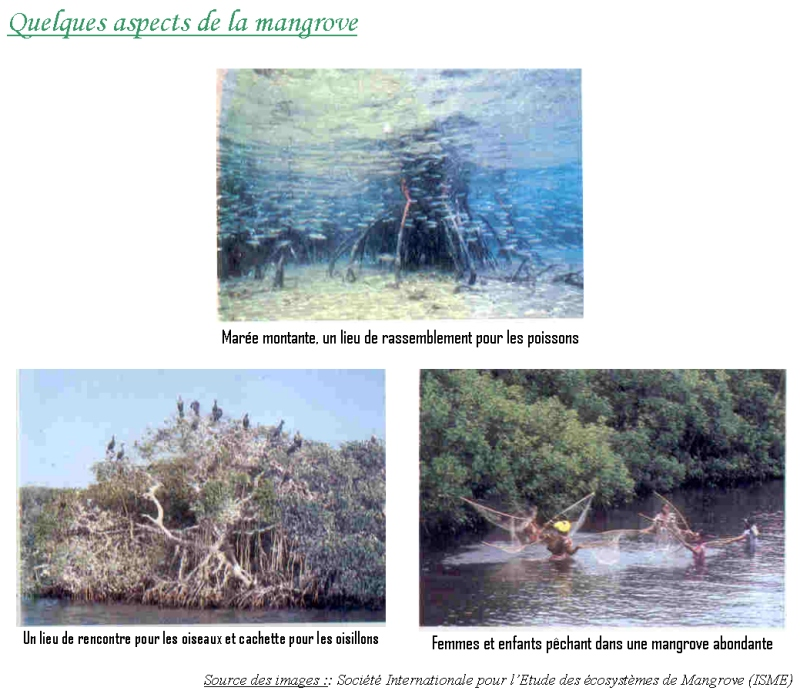 Quelques aspects de la mangrove
Marée montante, un lieu de rassemblement pour les poissons
Un lieu de rencontre pour les oiseaux et cachette pour les oisillons
Femmes et enfants pêchant dans une mangrove abondante
Source des images :: Société Internationale pour l'Etude des écosystèmes de Mangrove (ISME)